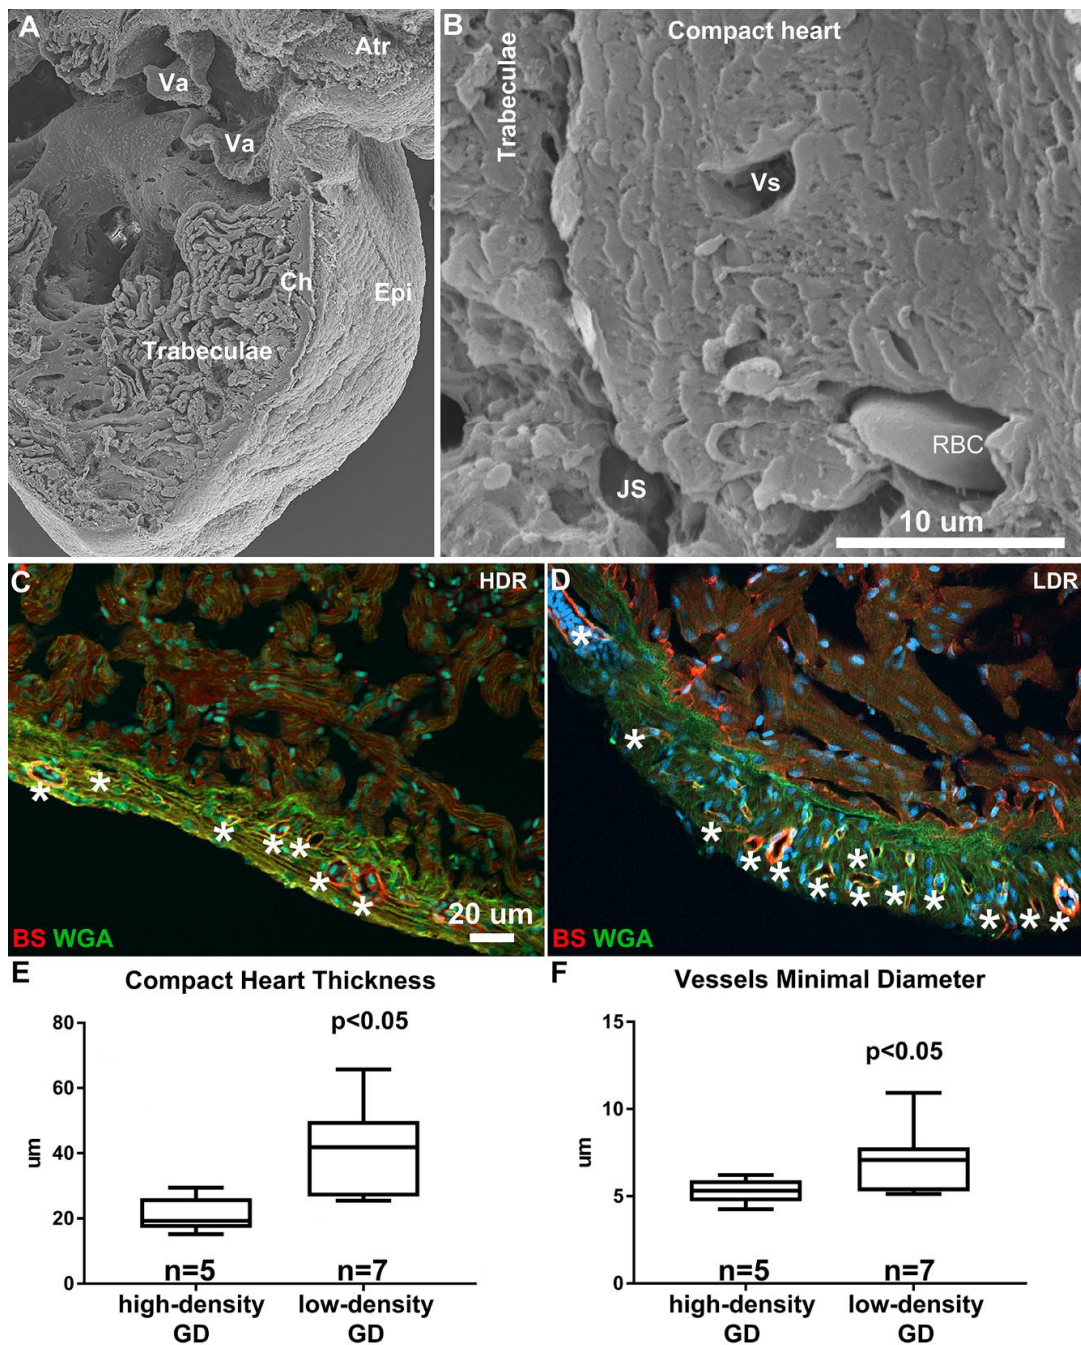 A
Atr
Va
Va
Ch
Epi
Trabeculae
B
Compact heart
Trabeculae
Vs
RBC
JS
10 um
C
HDR
20 um
BS WGA
D
LDR
BS WGA
E
Compact Heart Thickness
p<0.05
80
60
40
20
0
um
n=5
n=7
high-density
GD
low-density
GD
F
Vessels Minimal Diameter
p<0.05
15
10
5
0
um
n=5
n=7
high-density
GD
low-density
GD